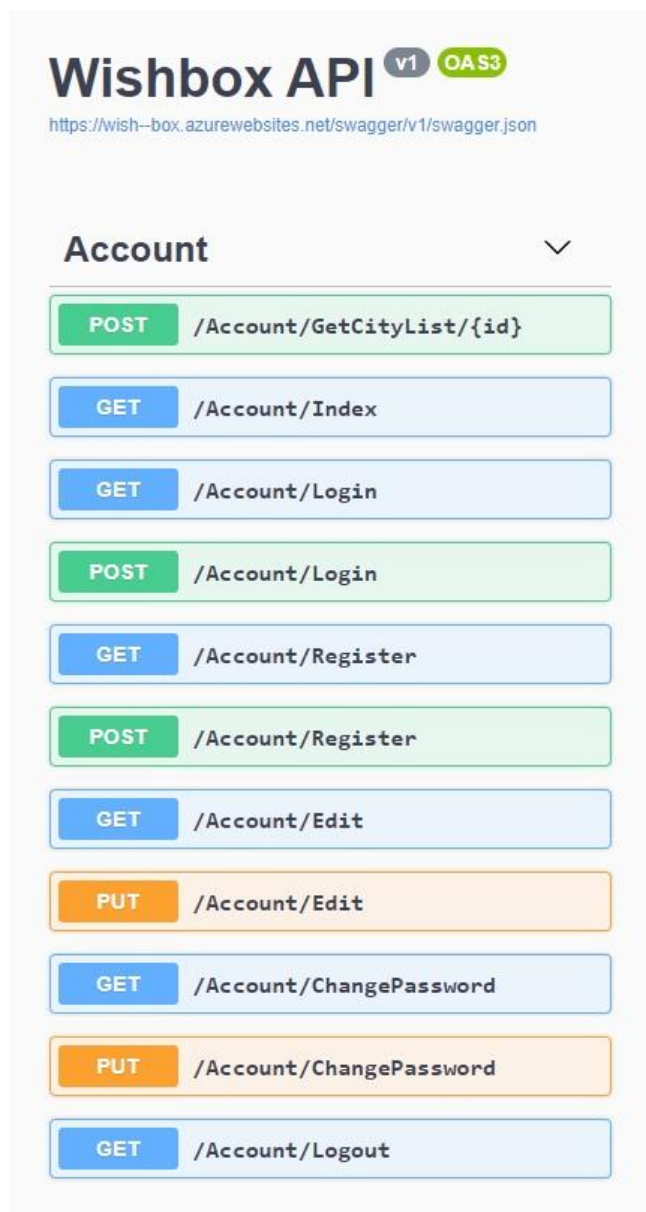 Wishbox API v1 OAS3
https://wish--box.azurewebsites.net/swagger/v1/swagger.json
Account
POST /Account/GetCityList/{id}
GET /Account/Index
GET /Account/Login
POST /Account/Login
GET /Account/Register
POST /Account/Register
GET /Account/Edit
PUT /Account/Edit
GET /Account/ChangePassword
PUT /Account/ChangePassword
GET /Account/Logout